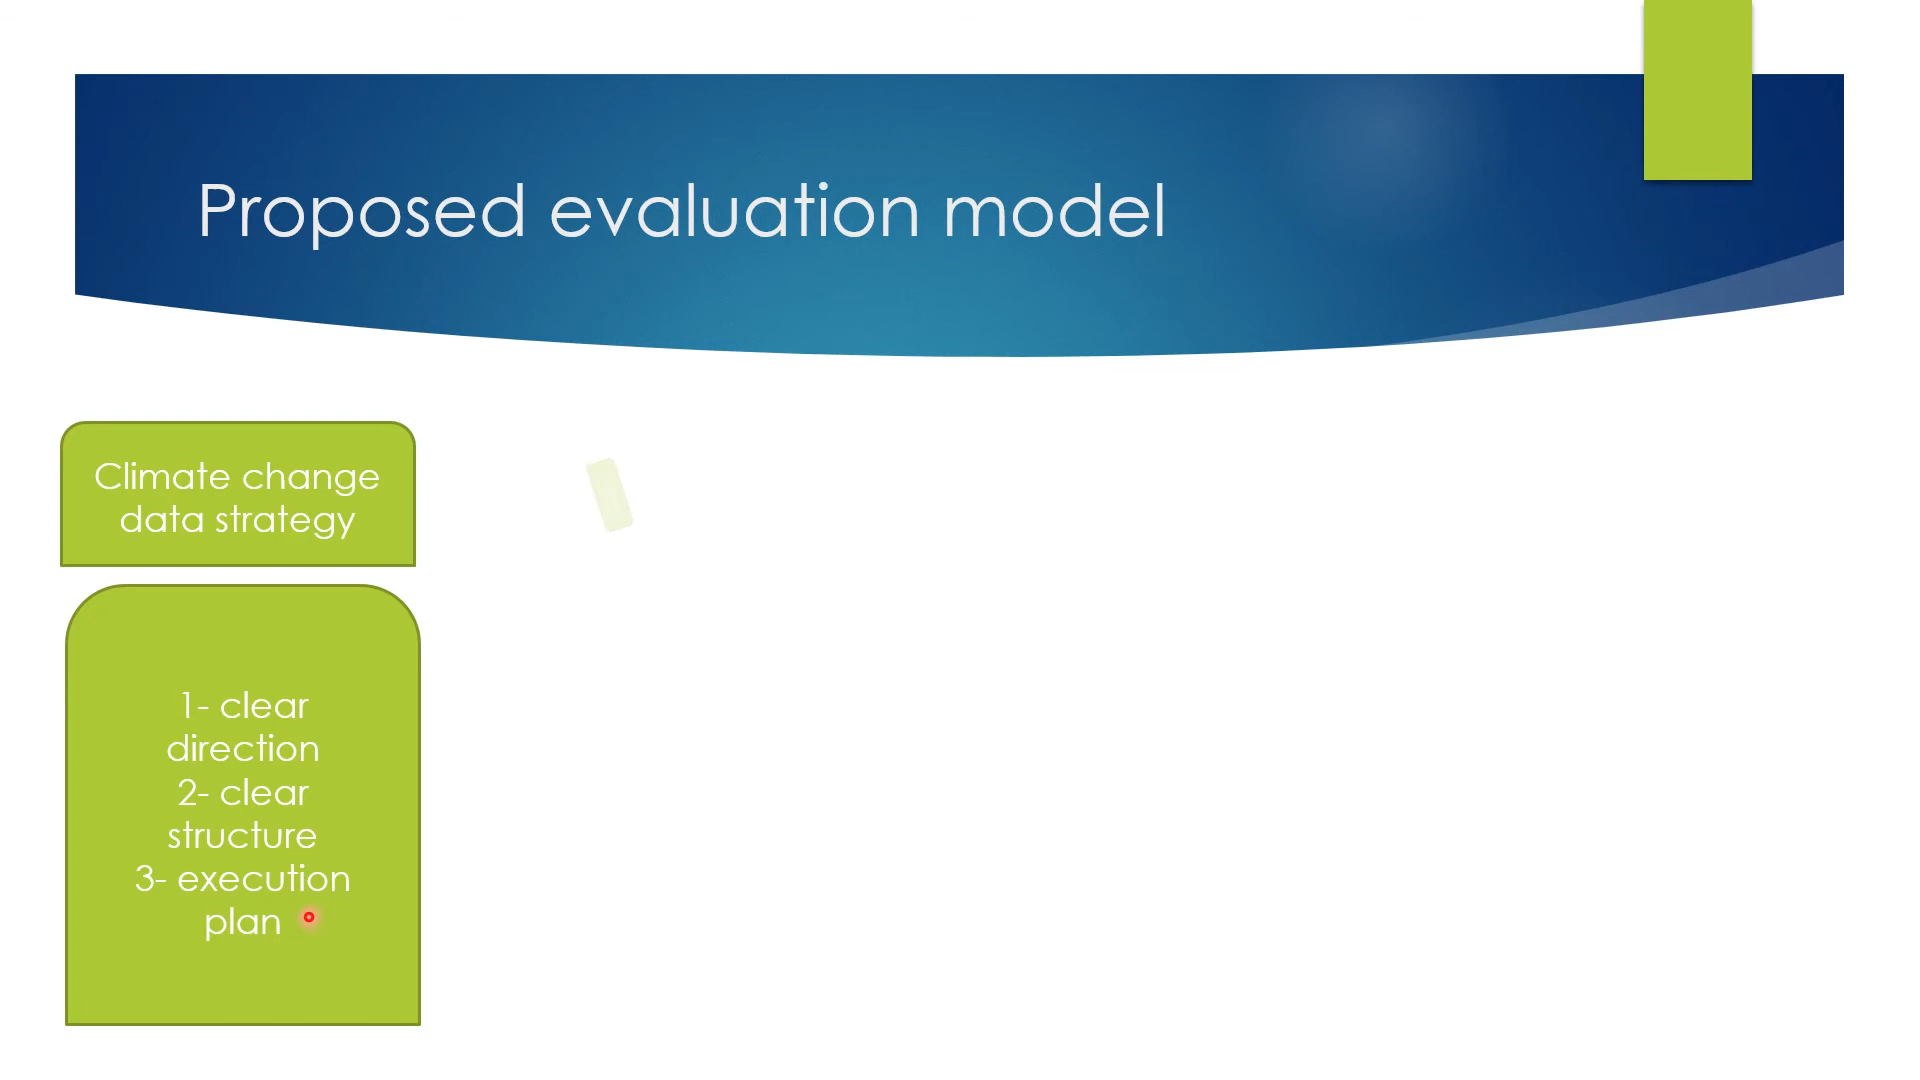 Proposed evaluation model
Climate change
data strategy
1- clear
direction
2- clear
structure
3- execution
plan